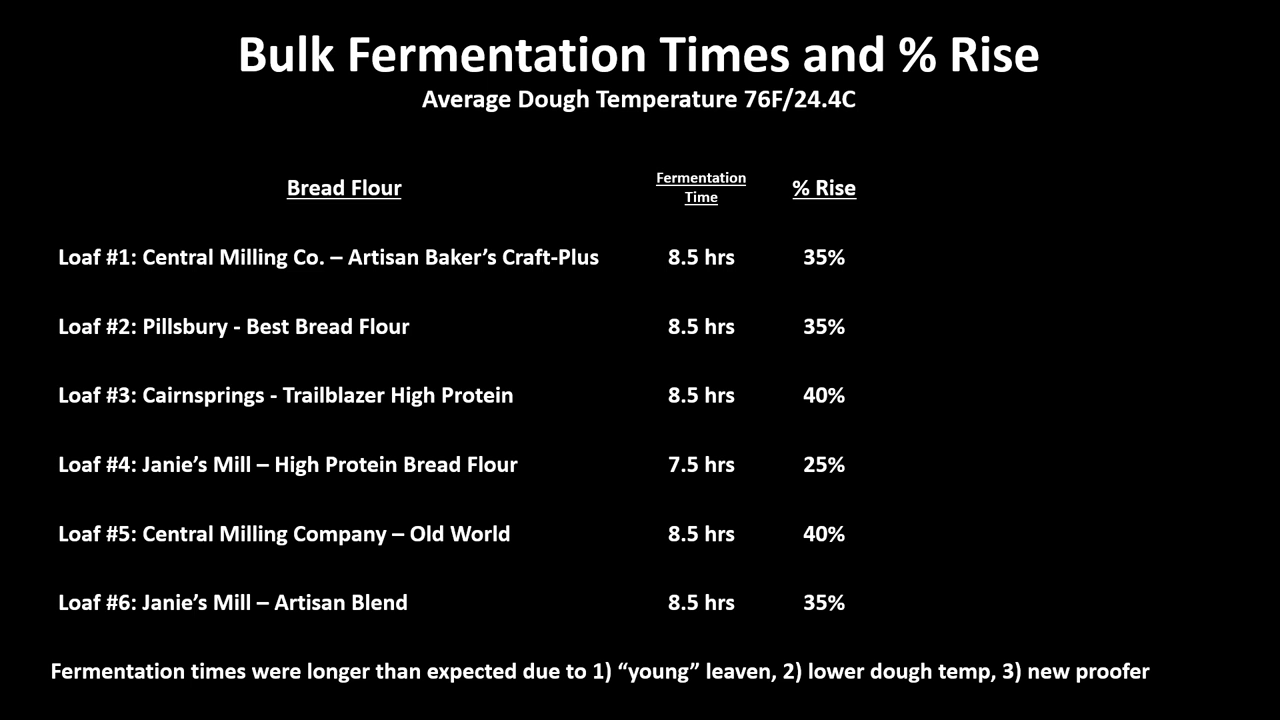 Bulk Fermentation Times and % Rise
Average Dough Temperature 76F/24.4C
Bread Flour Fermentation Time % Rise
Loaf #1: Central Milling Co. – Artisan Baker’s Craft-Plus 8.5 hrs 35%
Loaf #2: Pillsbury - Best Bread Flour 8.5 hrs 35%
Loaf #3: Cairnsprings - Trailblazer High Protein 8.5 hrs 40%
Loaf #4: Janie’s Mill – High Protein Bread Flour 7.5 hrs 25%
Loaf #5: Central Milling Company – Old World 8.5 hrs 40%
Loaf #6: Janie’s Mill – Artisan Blend 8.5 hrs 35%
Fermentation times were longer than expected due to 1) “young” leaven, 2) lower dough temp, 3) new proofer